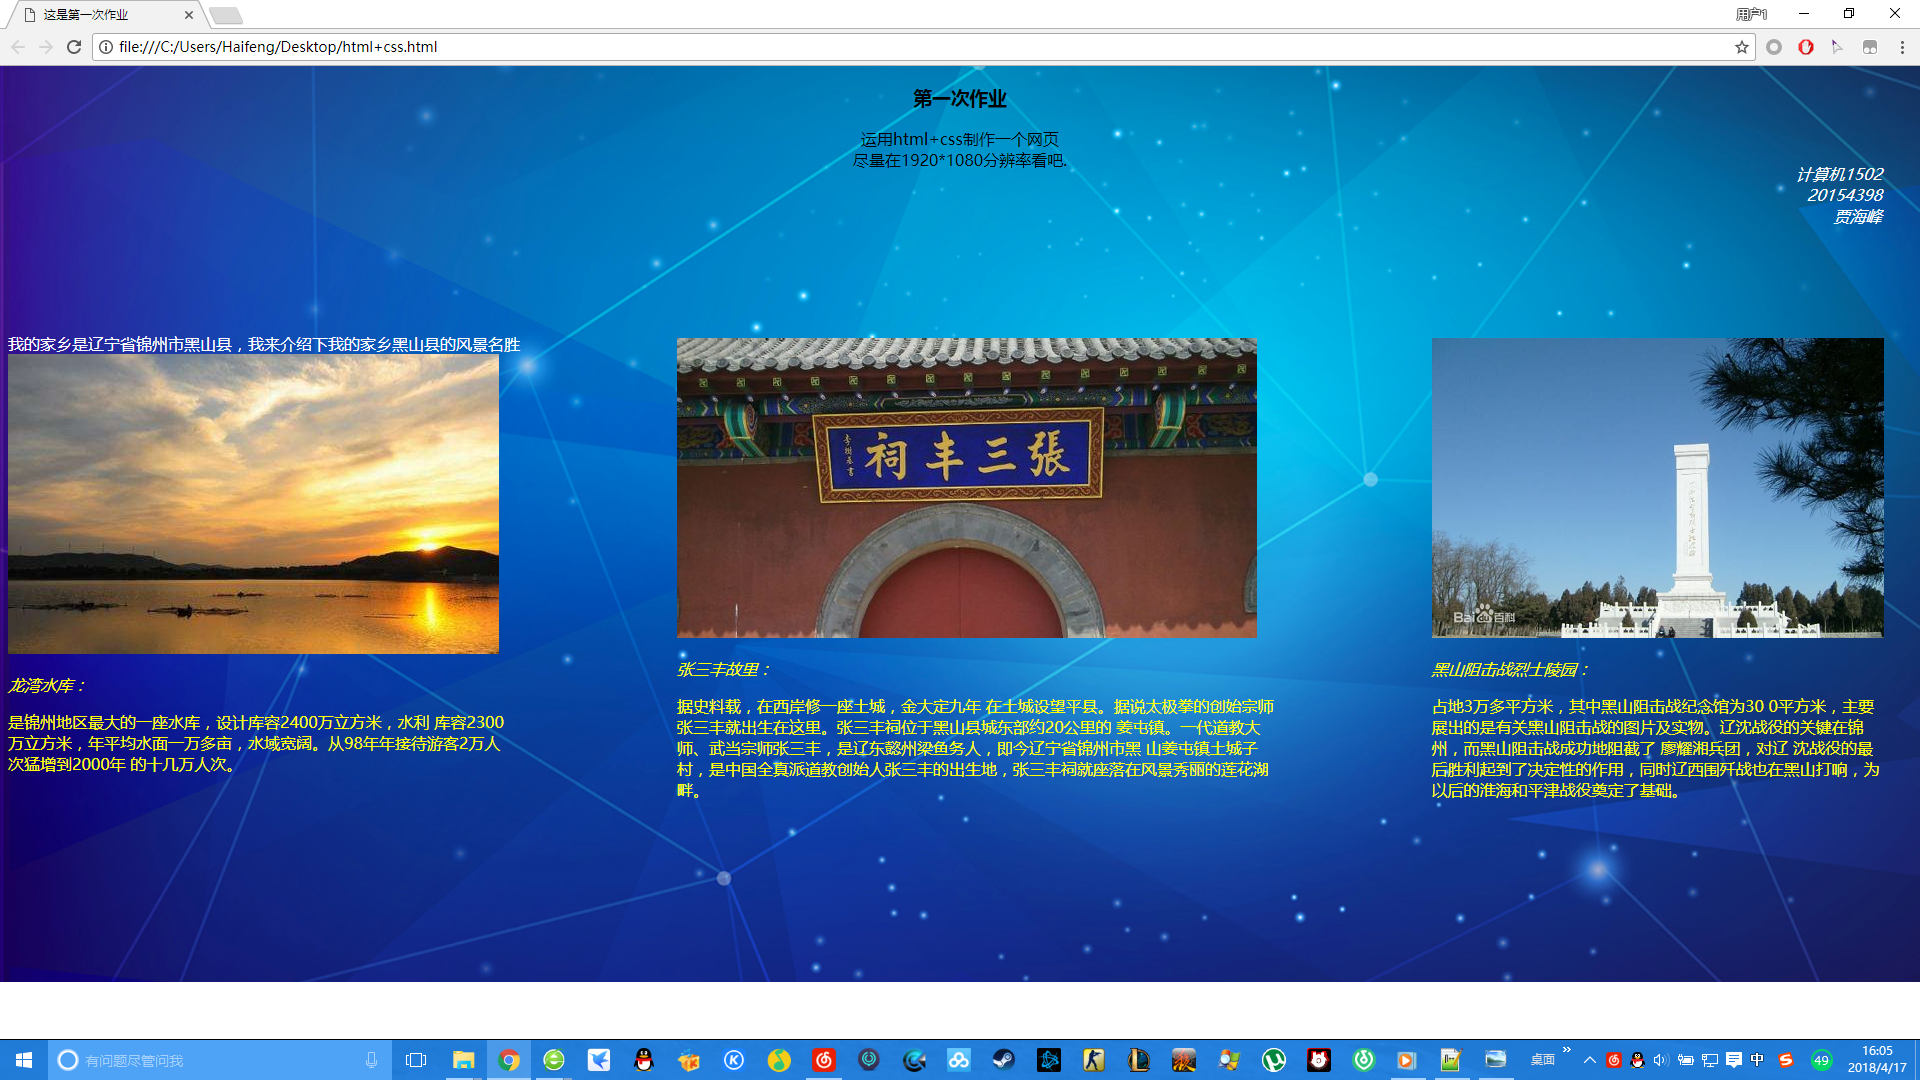 这是第一次作业
用户1
file:///C:/Users/Haifeng/Desktop/html+css.html
第一次作业
运用html+css制作一个网页
尽量在1920*1080分辨率看吧.
计算机1502
20154398
贾海峰
我的家乡是辽宁省锦州市黑山县，我来介绍下我的家乡黑山县的风景名胜
龙湾水库：
是锦州地区最大的一座水库，设计库容2400万立方米，水利 库容2300
万立方米，年平均水面一万多亩，水域宽阔。从98年年接待游客2万人
次猛增到2000年 的十几万人次。
祠丰三張
李樹春書
张三丰故里：
据史料载，在西岸修一座土城，金大定九年 在土城设望平县。据说太极拳的创始宗师
张三丰就出生在这里。张三丰祠位于黑山县城东部约20公里的 姜屯镇。一代道教大
师、武当宗师张三丰，是辽东懿州梁鱼务人，即今辽宁省锦州市黑 山姜屯镇土城子
村，是中国全真派道教创始人张三丰的出生地，张三丰祠就座落在风景秀丽的莲花湖
畔。
Bai百科
黑山阻击战烈士陵园：
占地3万多平方米，其中黑山阻击战纪念馆为30 0平方米，主要
展出的是有关黑山阻击战的图片及实物。辽沈战役的关键在锦
州，而黑山阻击战成功地阻截了 廖耀湘兵团，对辽 沈战役的最
后胜利起到了决定性的作用，同时辽西围歼战也在黑山打响，为
以后的淮海和平津战役奠定了基础。
有问题尽管问我
桌面
中
49
16:05
2018/4/17